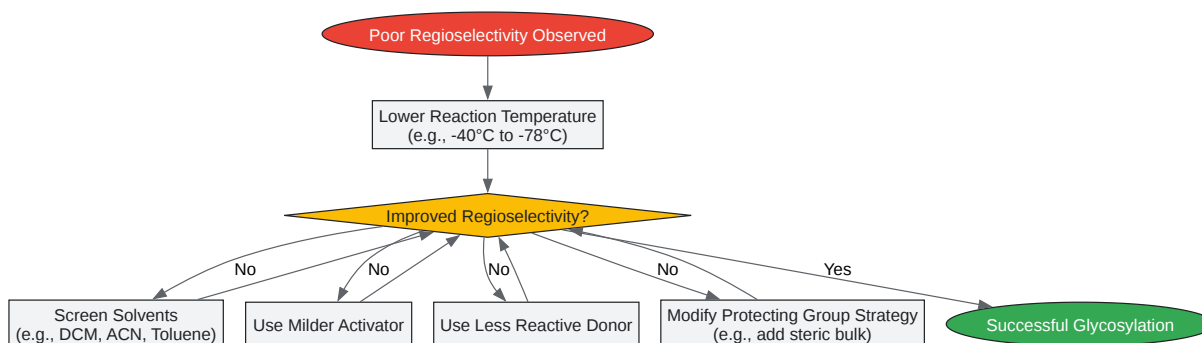 Poor Regioselectivity Observed
Lower Reaction Temperature
(e.g., -40°C to -78°C)
Improved Regioselectivity?
No
No
No
No
Yes
Screen Solvents
(e.g., DCM, ACN, Toluene)
Use Milder Activator
Use Less Reactive Donor
Modify Protecting Group Strategy
(e.g., add steric bulk)
Successful Glycosylation